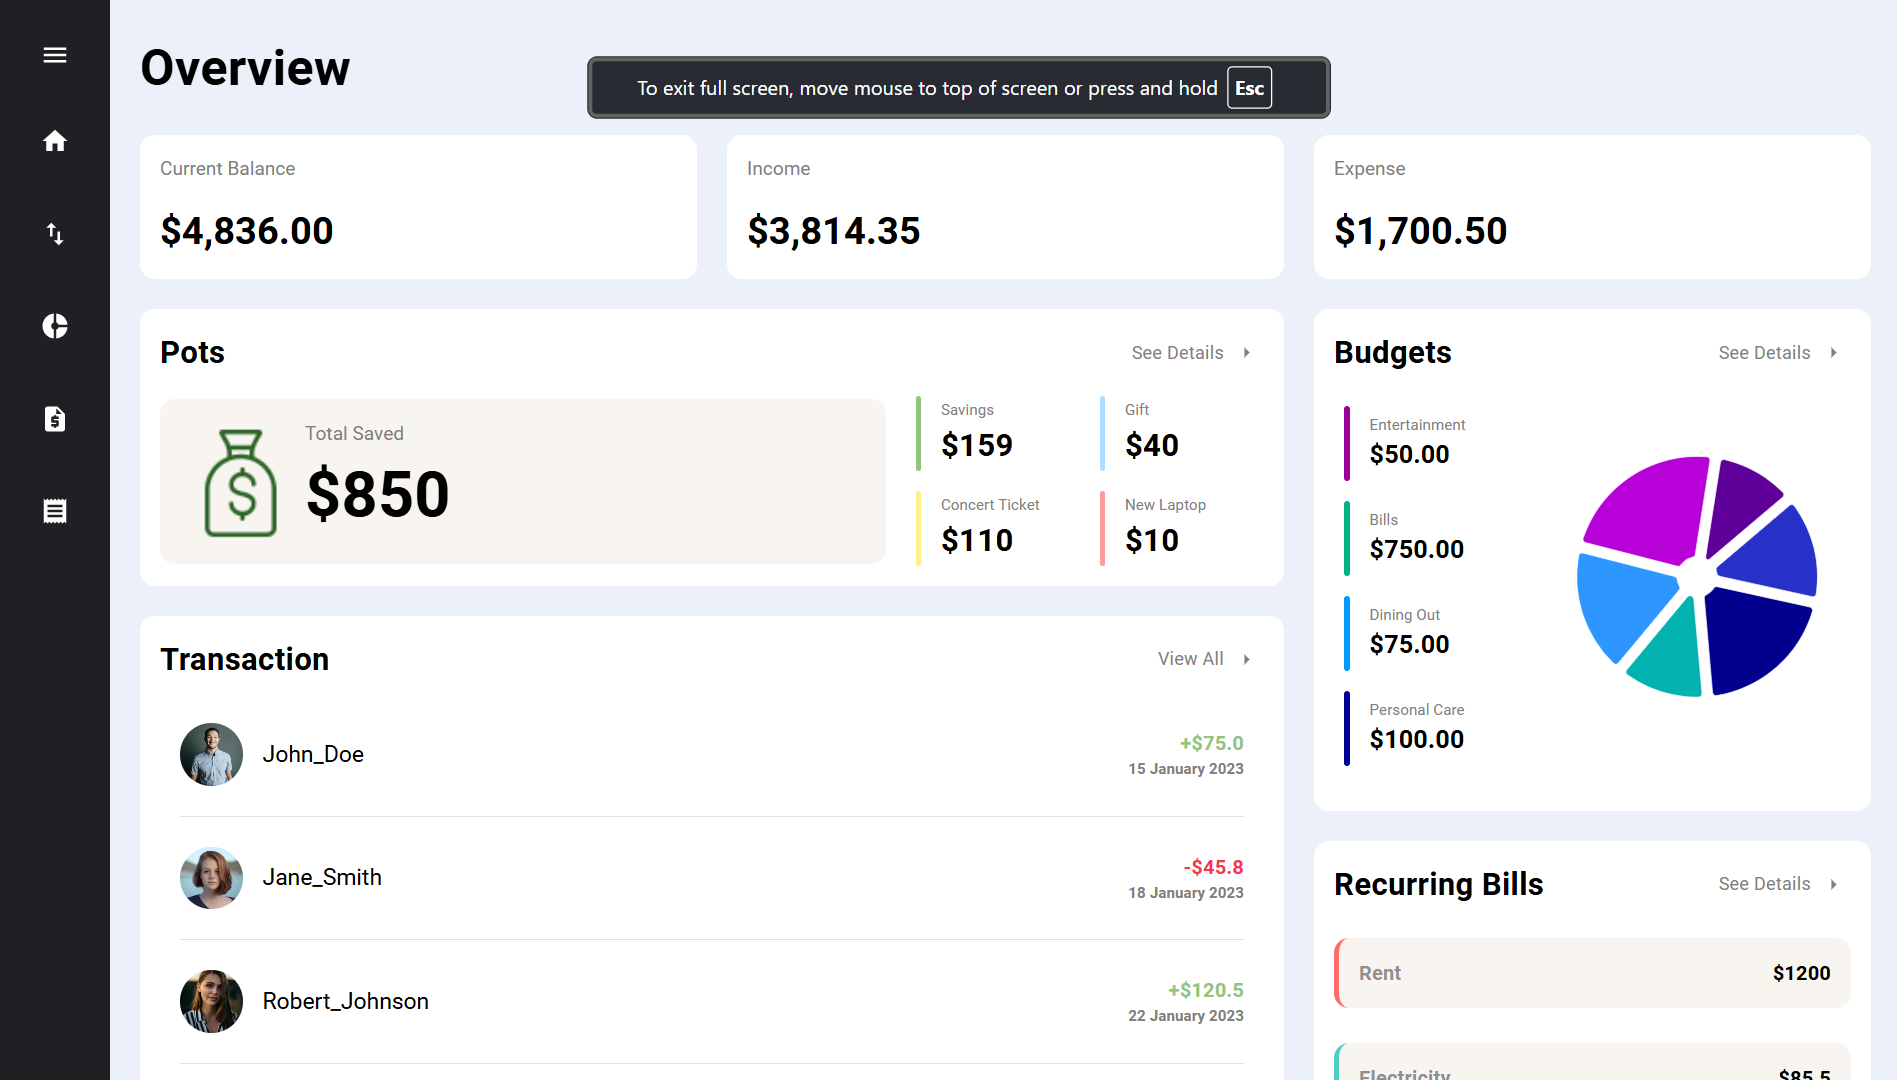 Overview
To exit full screen, move mouse to top of screen or press and hold Esc
Current Balance
$4,836.00
Income
$3,814.35
Expense
$1,700.50
Pots
See Details
Total Saved
$850
Savings
$159
Gift
$40
Concert Ticket
$110
New Laptop
$10
Budgets
See Details
Entertainment
$50.00
Bills
$750.00
Dining Out
$75.00
Personal Care
$100.00
Transaction
View All
John_Doe
+$75.0
15 January 2023
Jane_Smith
-$45.8
18 January 2023
Robert_Johnson
+$120.5
22 January 2023
Recurring Bills
See Details
Rent
$1200
Electricity
$85.5